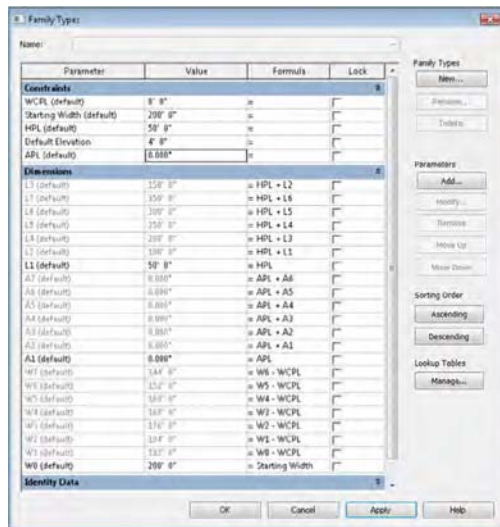 Family Types
Name:
Parameter Value Formula Lock
Constraints
WCPL (default) 8' 0" =
Starting Width (default) 200' 0" =
HPL (default) 50' 0" =
Default Elevation 4' 0" =
APL (default) 0.000° =
Dimensions
L3 (default) 150' 0" = HPL + L2
L7 (default) 350' 0" = HPL + L6
L6 (default) 300' 0" = HPL + L5
L5 (default) 250' 0" = HPL + L4
L4 (default) 200' 0" = HPL + L3
L2 (default) 100' 0" = HPL + L1
L1 (default) 50' 0" = HPL
A7 (default) 0.000° = APL + A6
A6 (default) 0.000° = APL + A5
A5 (default) 0.000° = APL + A4
A4 (default) 0.000° = APL + A3
A3 (default) 0.000° = APL + A2
A2 (default) 0.000° = APL + A1
A1 (default) 0.000° = APL
W7 (default) 144' 0" = W6 - WCPL
W6 (default) 152' 0" = W5 - WCPL
W5 (default) 160' 0" = W4 - WCPL
W4 (default) 168' 0" = W3 - WCPL
W3 (default) 176' 0" = W2 - WCPL
W2 (default) 184' 0" = W1 - WCPL
W1 (default) 192' 0" = W0 - WCPL
W0 (default) 200' 0" = Starting Width
Identity Data
Family Types
New...
Rename...
Delete
Parameters
Add...
Modify...
Remove
Move Up
Move Down
Sorting Order
Ascending
Descending
Lookup Tables
Manage...
OK Cancel Apply Help